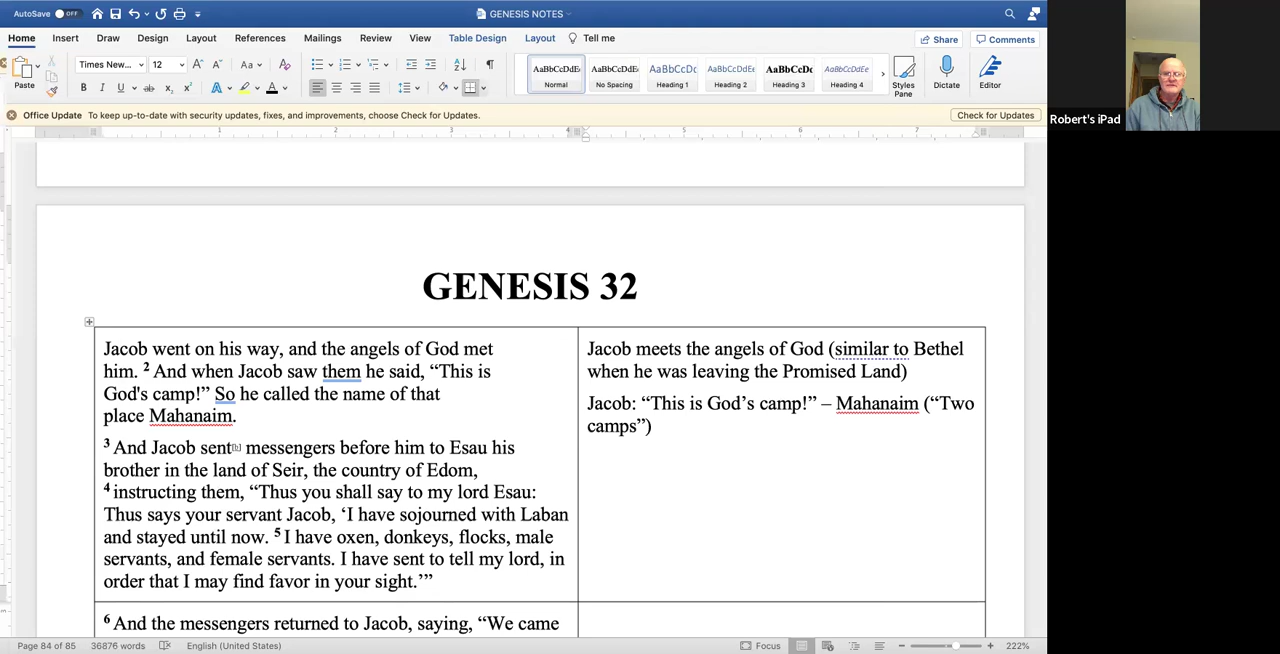 AutoSave OFF
GENESIS NOTES
Home Insert Draw Design Layout References Mailings Review View Table Design Layout Tell me
Share Comments
Paste
Times New... 12
AaBbCcDdEe AaBbCcDdEe AaBbCcDc AaBbCcDdEe AaBbCcDc AaBbCcDdEe
Normal No Spacing Heading 1 Heading 2 Heading 3 Heading 4
Styles Pane
Dictate
Editor
Office Update To keep up-to-date with security updates, fixes, and improvements, choose Check for Updates.
Check for Updates
Robert's iPad
1 2 3 4 5 6 7
GENESIS 32
Jacob went on his way, and the angels of God met
him. 2 And when Jacob saw them he said, “This is
God's camp!” So he called the name of that
place Mahanaim.
3 And Jacob sent messengers before him to Esau his
brother in the land of Seir, the country of Edom,
4 instructing them, “Thus you shall say to my lord Esau:
Thus says your servant Jacob, ‘I have sojourned with Laban
and stayed until now. 5 I have oxen, donkeys, flocks, male
servants, and female servants. I have sent to tell my lord, in
order that I may find favor in your sight.’”
Jacob meets the angels of God (similar to Bethel
when he was leaving the Promised Land)
Jacob: “This is God’s camp!” – Mahanaim (“Two
camps”)
6 And the messengers returned to Jacob, saying, “We came
Page 84 of 85 36876 words English (United States)
Focus
222%